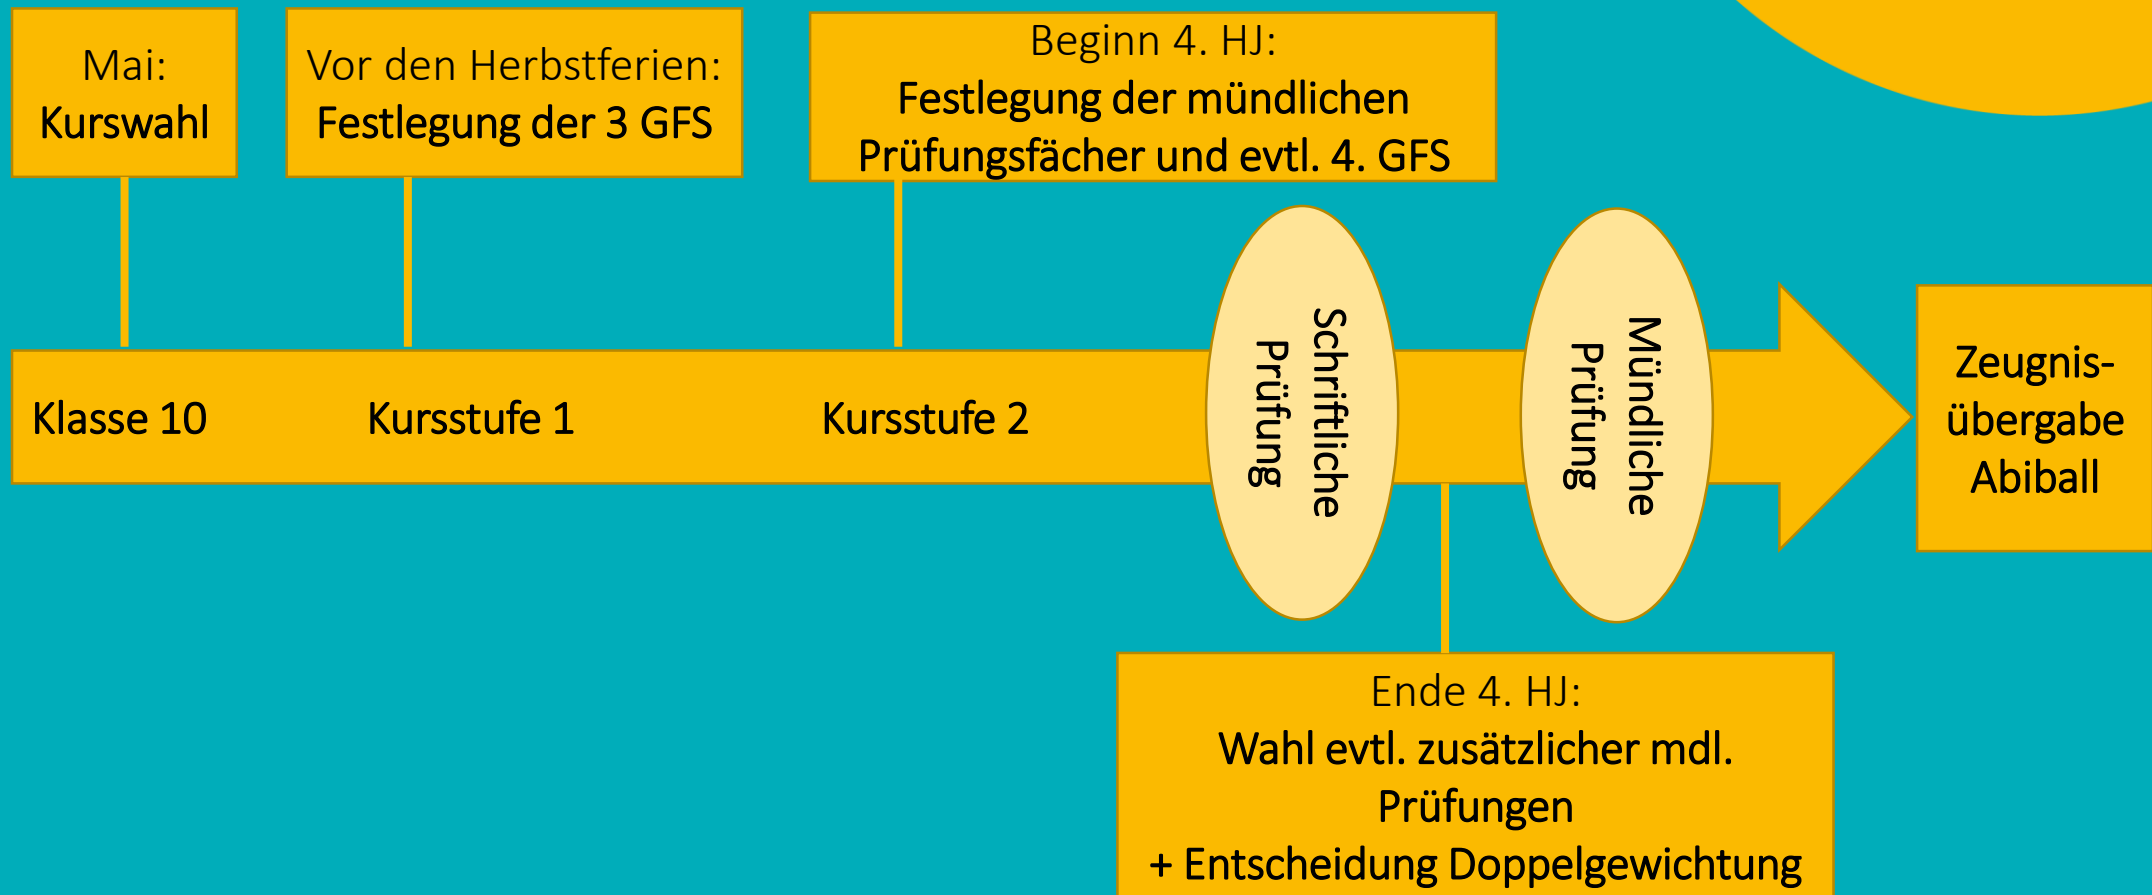 Mai:
Kurswahl
Vor den Herbstferien:
Festlegung der 3 GFS
Beginn 4. HJ:
Festlegung der mündlichen
Prüfungsfächer und evtl. 4. GFS
Klasse 10
Kursstufe 1
Kursstufe 2
Schriftliche
Prüfung
Mündliche
Prüfung
Zeugnis-
übergabe
Abiball
Ende 4. HJ:
Wahl evtl. zusätzlicher mdl.
Prüfungen
+ Entscheidung Doppelgewichtung